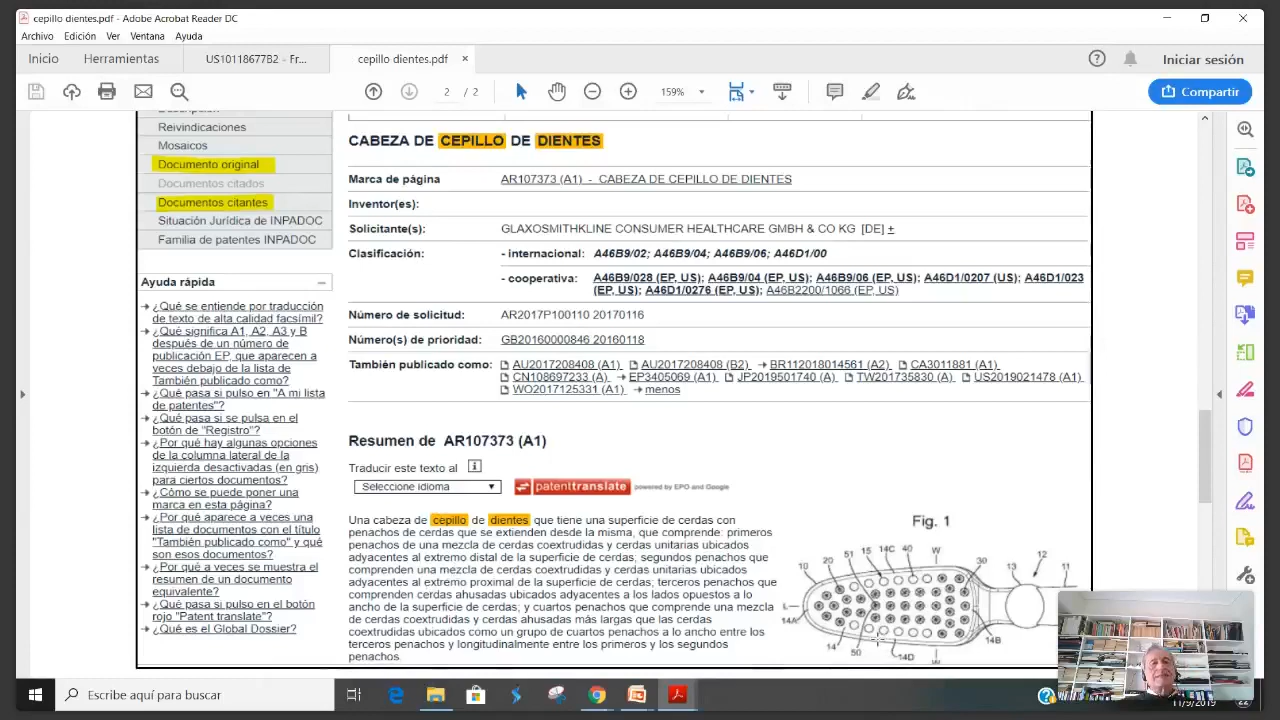 cepillo dientes.pdf - Adobe Acrobat Reader DC
Archivo Edición Ver Ventana Ayuda
Inicio Herramientas US10118677B2 - Fr... cepillo dientes.pdf ×
Iniciar sesión
2 / 2
159%
Compartir
Reivindicaciones
Mosaicos
Documento original
Documentos citados
Documentos citantes
Situación Jurídica de INPADOC
Familia de patentes INPADOC
Ayuda rápida
¿Qué se entiende por traducción
de texto de alta calidad facsímil?
¿Qué significa A1, A2, A3 y B
después de un número de
publicación EP, que aparecen a
veces debajo de la lista de
También publicado como?
¿Qué pasa si pulso en "A mi lista
de patentes"?
¿Qué pasa si se pulsa en el
botón de "Registro"?
¿Por qué hay algunas opciones
de la columna lateral de la
izquierda desactivadas (en gris)
para ciertos documentos?
¿Cómo se puede poner una
marca en esta página?
¿Por qué aparece a veces una
lista de documentos con el título
"También publicado como" y qué
son esos documentos?
¿Por qué a veces se muestra el
resumen de un documento
equivalente?
¿Qué pasa si pulso en el botón
rojo "Patent translate"?
¿Qué es el Global Dossier?
CABEZA DE CEPILLO DE DIENTES
Marca de página AR107373 (A1) - CABEZA DE CEPILLO DE DIENTES
Inventor(es):
Solicitante(s): GLAXOSMITHKLINE CONSUMER HEALTHCARE GMBH & CO KG [DE] ±
Clasificación: - internacional: A46B9/02; A46B9/04; A46B9/06; A46D1/00
- cooperativa: A46B9/028 (EP, US); A46B9/04 (EP, US); A46B9/06 (EP, US); A46D1/0207 (US); A46D1/023
(EP, US); A46D1/0276 (EP, US); A46B2200/1066 (EP, US)
Número de solicitud: AR2017P100110 20170116
Número(s) de prioridad: GB20160000846 20160118
También publicado como: AU2017208408 (A1) AU2017208408 (B2) BR112018014561 (A2) CA3011881 (A1)
CN108697233 (A) EP3405069 (A1) JP2019501740 (A) TW201735830 (A) US2019021478 (A1)
WO2017125331 (A1) menos
Resumen de AR107373 (A1)
Traducir este texto al
Seleccione idioma patenttranslate powered by EPO and Google
Una cabeza de cepillo de dientes que tiene una superficie de cerdas con
penachos de cerdas que se extienden desde la misma, que comprende: primeros
penachos de una mezcla de cerdas coextrudidas y cerdas unitarias ubicados
adyacentes al extremo distal de la superficie de cerdas; segundos penachos que
comprenden una mezcla de cerdas coextrudidas y cerdas unitarias ubicados
adyacentes al extremo proximal de la superficie de cerdas; terceros penachos que
comprenden cerdas ahusadas ubicados adyacentes a los lados opuestos a lo
ancho de la superficie de cerdas; y cuartos penachos que comprende una mezcla
de cerdas coextrudidas y cerdas ahusadas más largas que las cerdas
coextrudidas ubicados como un grupo de cuartos penachos a lo ancho entre los
terceros penachos y longitudinalmente entre los primeros y los segundos
penachos.
Fig. 1
10 20 51 15 14C 40 W 30 12 13 11
L
14A
14 50 14D W 14B
Escribe aquí para buscar
11/9/2019
22